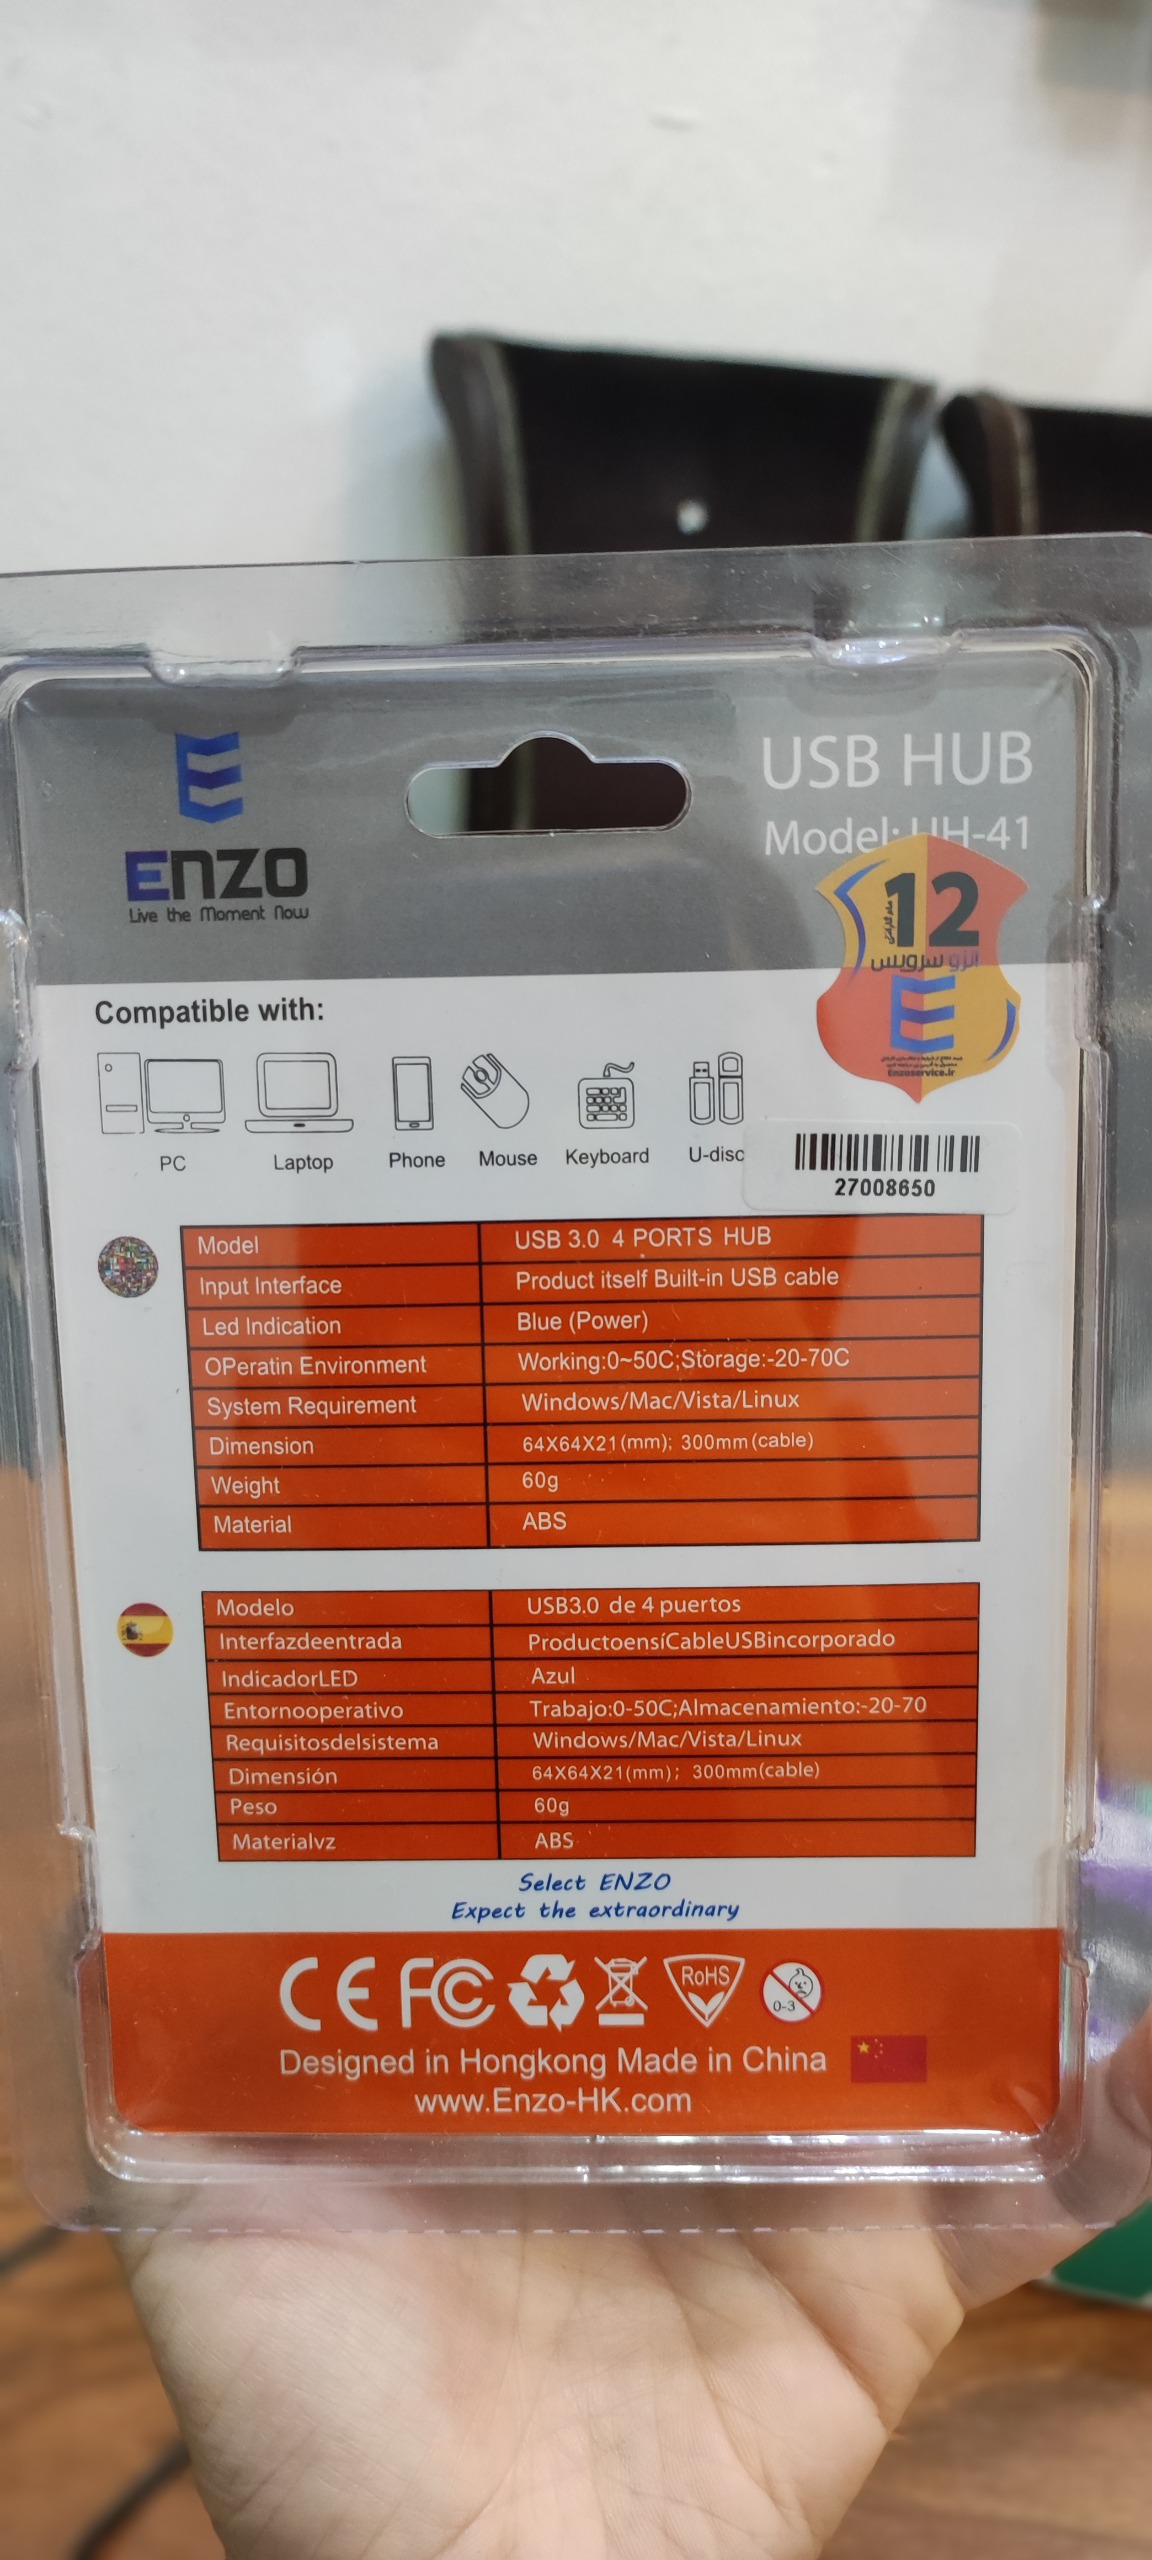 ENZO
Live the Moment Now
USB HUB
Model: UH-41
12
ماه گارانتی
انزو سرویس
Enzoservice.ir
Compatible with:
PC
Laptop
Phone
Mouse
Keyboard
U-disc
27008650
Model USB 3.0 4 PORTS HUB
Input Interface Product itself Built-in USB cable
Led Indication Blue (Power)
OPeratin Environment Working:0~50C;Storage:-20-70C
System Requirement Windows/Mac/Vista/Linux
Dimension 64X64X21(mm); 300mm(cable)
Weight 60g
Material ABS
Modelo USB3.0 de 4 puertos
Interfazdeentrada ProductoensíCableUSBincorporado
IndicadorLED Azul
Entornooperativo Trabajo:0-50C;Almacenamiento:-20-70
Requisitosdelsistema Windows/Mac/Vista/Linux
Dimensión 64X64X21(mm); 300mm(cable)
Peso 60g
Materialvz ABS
Select ENZO
Expect the extraordinary
CE FC RoHS 0-3
Designed in Hongkong Made in China
www.Enzo-HK.com